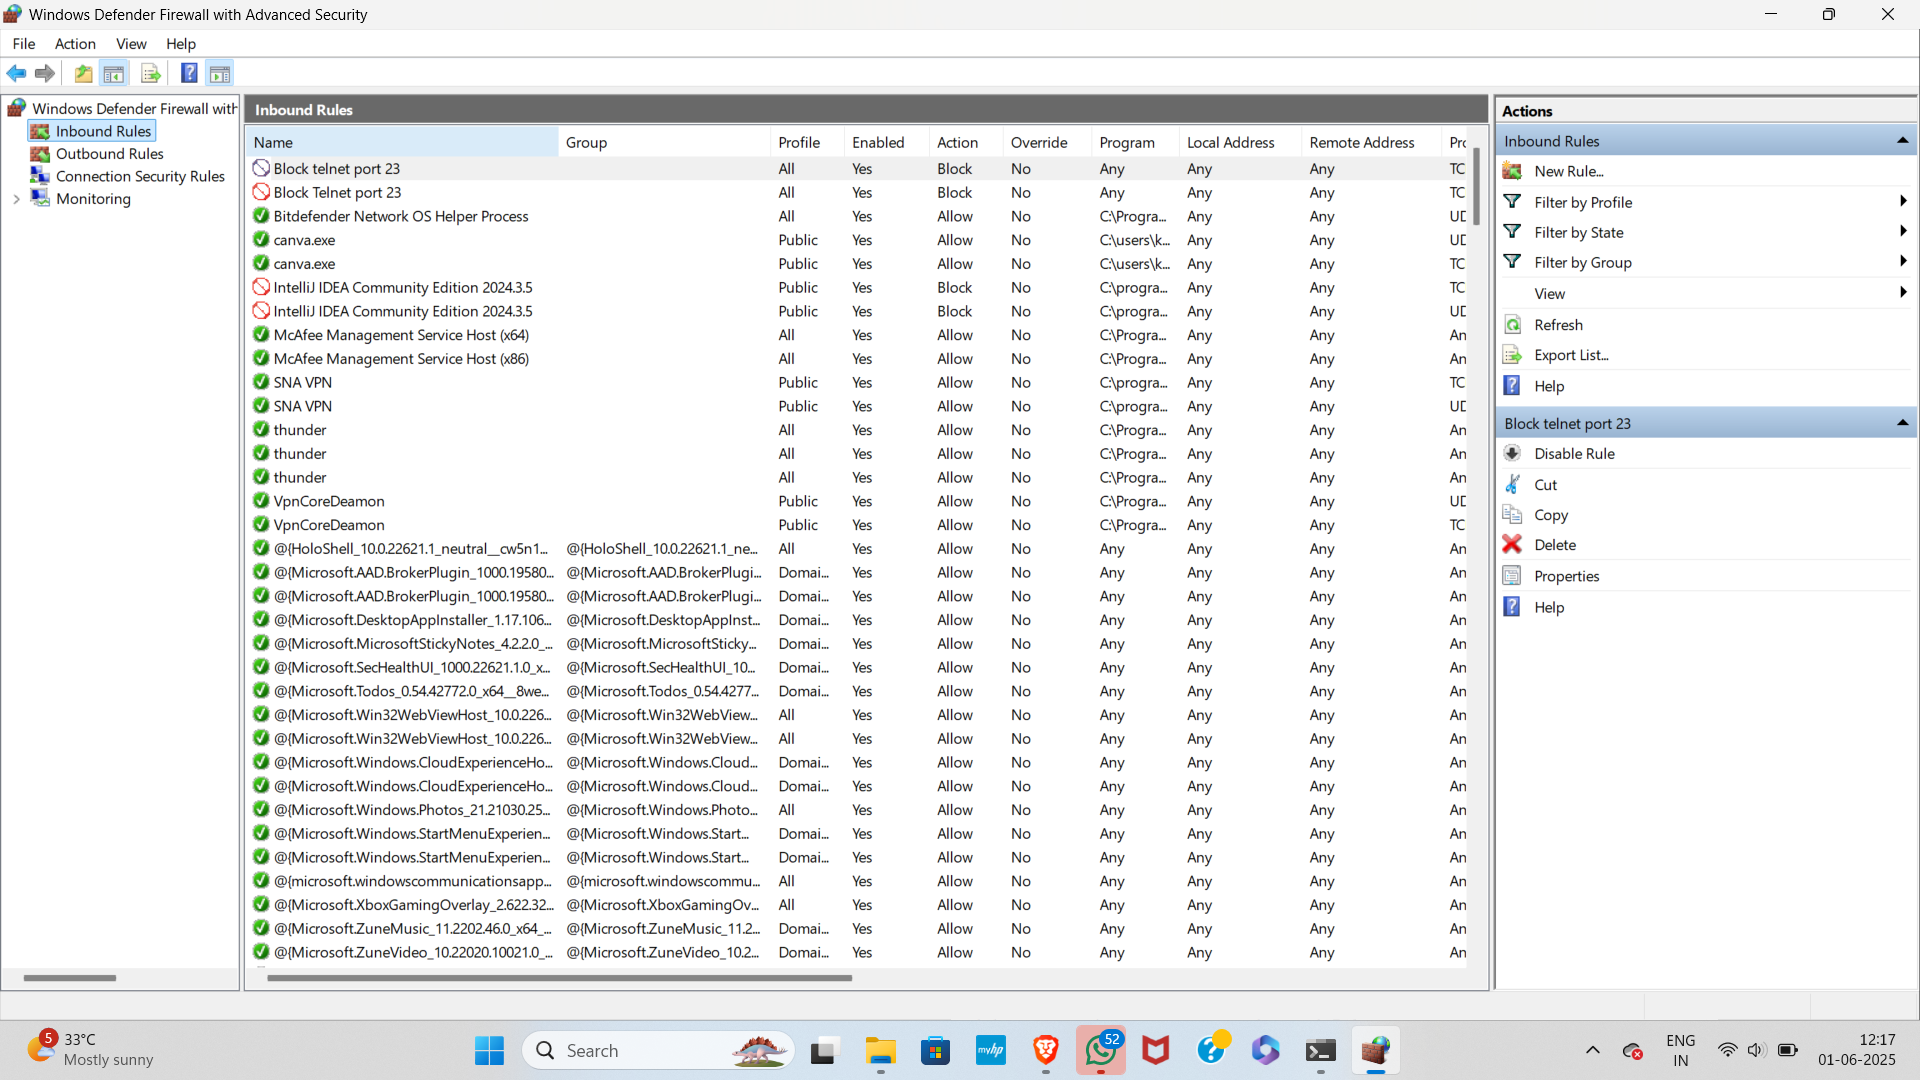 Windows Defender Firewall with Advanced Security
File Action View Help
Windows Defender Firewall with
Inbound Rules
Outbound Rules
Connection Security Rules
Monitoring
Inbound Rules
Name Group Profile Enabled Action Override Program Local Address Remote Address Pro
Block telnet port 23 All Yes Block No Any Any Any TC
Block Telnet port 23 All Yes Block No Any Any Any TC
Bitdefender Network OS Helper Process All Yes Allow No C:\Progra... Any Any UD
canva.exe Public Yes Allow No C:\users\k... Any Any UD
canva.exe Public Yes Allow No C:\users\k... Any Any TC
IntelliJ IDEA Community Edition 2024.3.5 Public Yes Block No C:\progra... Any Any TC
IntelliJ IDEA Community Edition 2024.3.5 Public Yes Block No C:\progra... Any Any UD
McAfee Management Service Host (x64) All Yes Allow No C:\Progra... Any Any An
McAfee Management Service Host (x86) All Yes Allow No C:\Progra... Any Any An
SNA VPN Public Yes Allow No C:\progra... Any Any TC
SNA VPN Public Yes Allow No C:\progra... Any Any UD
thunder All Yes Allow No C:\Progra... Any Any An
thunder All Yes Allow No C:\Progra... Any Any An
thunder All Yes Allow No C:\Progra... Any Any An
VpnCoreDeamon Public Yes Allow No C:\Progra... Any Any UD
VpnCoreDeamon Public Yes Allow No C:\Progra... Any Any TC
@{HoloShell_10.0.22621.1_neutral__cw5n1... @{HoloShell_10.0.22621.1_ne... All Yes Allow No Any Any Any An
@{Microsoft.AAD.BrokerPlugin_1000.19580... @{Microsoft.AAD.BrokerPlugi... Domai... Yes Allow No Any Any Any An
@{Microsoft.AAD.BrokerPlugin_1000.19580... @{Microsoft.AAD.BrokerPlugi... Domai... Yes Allow No Any Any Any An
@{Microsoft.DesktopAppInstaller_1.17.106... @{Microsoft.DesktopAppInst... Domai... Yes Allow No Any Any Any An
@{Microsoft.MicrosoftStickyNotes_4.2.2.0_... @{Microsoft.MicrosoftSticky... Domai... Yes Allow No Any Any Any An
@{Microsoft.SecHealthUI_1000.22621.1.0_x... @{Microsoft.SecHealthUI_10... Domai... Yes Allow No Any Any Any An
@{Microsoft.Todos_0.54.42772.0_x64__8we... @{Microsoft.Todos_0.54.4277... Domai... Yes Allow No Any Any Any An
@{Microsoft.Win32WebViewHost_10.0.226... @{Microsoft.Win32WebView... All Yes Allow No Any Any Any An
@{Microsoft.Win32WebViewHost_10.0.226... @{Microsoft.Win32WebView... All Yes Allow No Any Any Any An
@{Microsoft.Windows.CloudExperienceHo... @{Microsoft.Windows.Cloud... Domai... Yes Allow No Any Any Any An
@{Microsoft.Windows.CloudExperienceHo... @{Microsoft.Windows.Cloud... Domai... Yes Allow No Any Any Any An
@{Microsoft.Windows.Photos_21.21030.25... @{Microsoft.Windows.Photo... All Yes Allow No Any Any Any An
@{Microsoft.Windows.StartMenuExperien... @{Microsoft.Windows.Start... Domai... Yes Allow No Any Any Any An
@{Microsoft.Windows.StartMenuExperien... @{Microsoft.Windows.Start... Domai... Yes Allow No Any Any Any An
@{microsoft.windowscommunicationsapp... @{microsoft.windowscommu... All Yes Allow No Any Any Any An
@{Microsoft.XboxGamingOverlay_2.622.32... @{Microsoft.XboxGamingOv... All Yes Allow No Any Any Any An
@{Microsoft.ZuneMusic_11.2202.46.0_x64_... @{Microsoft.ZuneMusic_11.2... Domai... Yes Allow No Any Any Any An
@{Microsoft.ZuneVideo_10.22020.10021.0_... @{Microsoft.ZuneVideo_10.2... Domai... Yes Allow No Any Any Any An
Actions
Inbound Rules
New Rule...
Filter by Profile
Filter by State
Filter by Group
View
Refresh
Export List...
Help
Block telnet port 23
Disable Rule
Cut
Copy
Delete
Properties
Help
5
33°C
Mostly sunny
Search
myhp
52
ENG
IN
12:17
01-06-2025